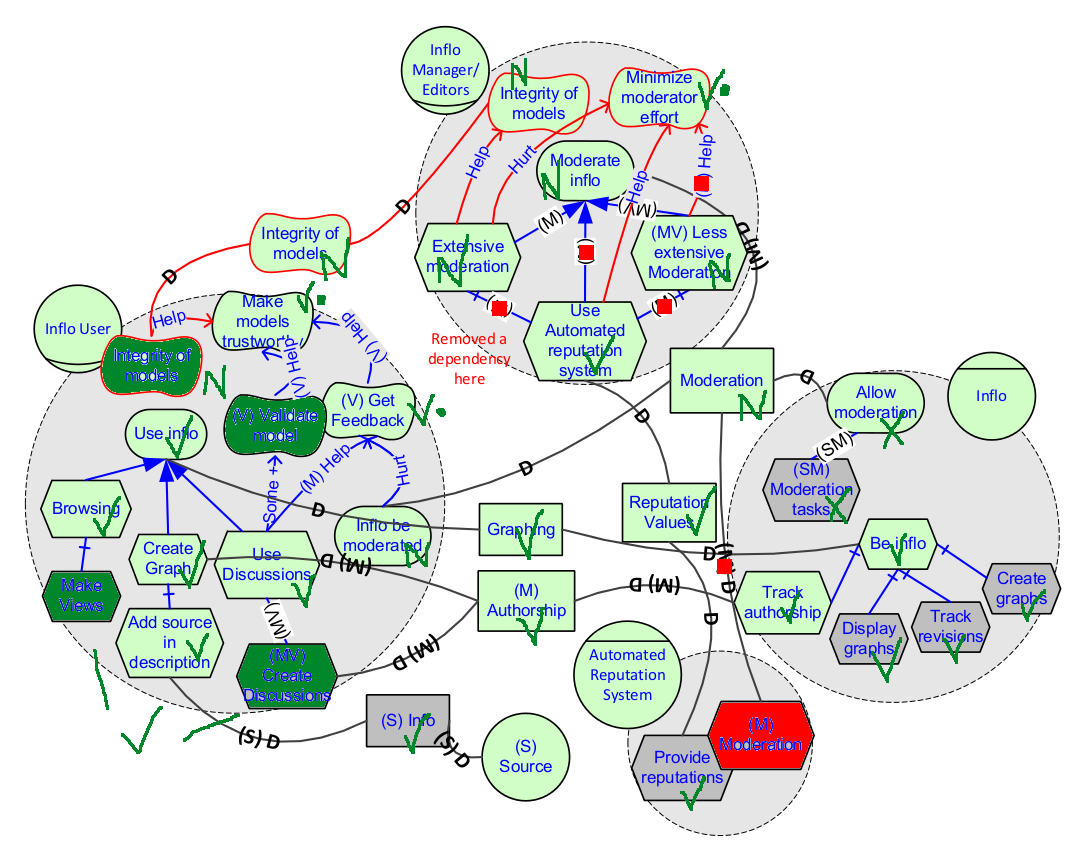 Inflo
Manager/
Editors
N
Integrity of
models
Minimize
moderator
effort
Help
Hurt
Help
Help
Moderate
inflo
N
(M)
(MV)
D
(M) D
Integrity of
models
N
Extensive
moderation
N
(MV) Less
extensive
Moderation
N
D
Use
Automated
reputation
system
Removed a
dependency
here
Inflo User
Help
Make
models
trustworthy
(V) Help
(V) Help
Integrity of
models
N
(V) Validate
model
(V) Get
Feedback
Moderation
N
D
Allow
moderation
X
Inflo
D
Use inflo
(SM)
(SM)
Moderation
tasks
X
D
Some +
(M) Help
Hurt
Browsing
D
Graphing
Reputation
Values
Inflo be
moderated
N
D
Be inflo
Create
Graph
Use
Discussions
(M) D
Make
Views
(M)
Authorship
(M) D
D
Track
authorship
Create
graphs
Add source
in
description
(MV)
D
Display
graphs
Track
revisions
(MV)
Create
Discussions
(M) D
Automated
Reputation
System
(S) D
(S) Info
(S) D
(S)
Source
(M)
Moderation
Provide
reputations